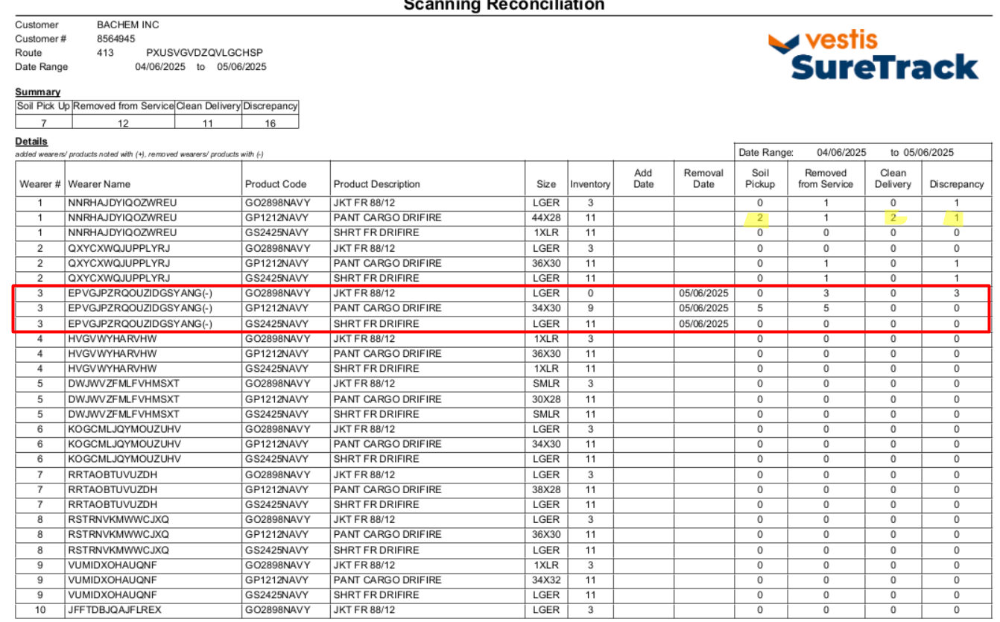 Scanning Reconciliation
Customer BACHEM INC
Customer # 8564945
Route 413 PXUSVGVDZQVLGCHSP
Date Range 04/06/2025 to 05/06/2025
vestis
SureTrack
Summary
Soil Pick Up Removed from Service Clean Delivery Discrepancy
7 12 11 16
Details
added wearers/ products noted with (+), removed wearers/ products with (-)
Date Range: 04/06/2025 to 05/06/2025
Wearer # Wearer Name Product Code Product Description Size Inventory Add Date Removal Date Soil Pickup Removed from Service Clean Delivery Discrepancy
1 NNRHAJDYIQOZWREU GO2898NAVY JKT FR 88/12 LGER 3 0 1 0 1
1 NNRHAJDYIQOZWREU GP1212NAVY PANT CARGO DRIFIRE 44X28 11 2 1 2 1
1 NNRHAJDYIQOZWREU GS2425NAVY SHRT FR DRIFIRE 1XLR 11 0 0 0 0
2 QXYCXWQJUPPLYRJ GO2898NAVY JKT FR 88/12 LGER 3 0 0 0 0
2 QXYCXWQJUPPLYRJ GP1212NAVY PANT CARGO DRIFIRE 36X30 11 0 1 0 1
2 QXYCXWQJUPPLYRJ GS2425NAVY SHRT FR DRIFIRE LGER 11 0 1 0 1
3 EPVGJPZRQOUZIDGSYANG(-) GO2898NAVY JKT FR 88/12 LGER 0 05/06/2025 0 3 0 3
3 EPVGJPZRQOUZIDGSYANG(-) GP1212NAVY PANT CARGO DRIFIRE 34X30 9 05/06/2025 5 5 0 0
3 EPVGJPZRQOUZIDGSYANG(-) GS2425NAVY SHRT FR DRIFIRE LGER 11 05/06/2025 0 0 0 0
4 HVGVWYHARVHW GO2898NAVY JKT FR 88/12 1XLR 3 0 0 0 0
4 HVGVWYHARVHW GP1212NAVY PANT CARGO DRIFIRE 36X30 11 0 0 0 0
4 HVGVWYHARVHW GS2425NAVY SHRT FR DRIFIRE 1XLR 11 0 0 0 0
5 DWJWVZFMLFVHMSXT GO2898NAVY JKT FR 88/12 SMLR 3 0 0 0 0
5 DWJWVZFMLFVHMSXT GP1212NAVY PANT CARGO DRIFIRE 30X28 11 0 0 0 0
5 DWJWVZFMLFVHMSXT GS2425NAVY SHRT FR DRIFIRE SMLR 11 0 0 0 0
6 KOGCMLJQYMOUZUHV GO2898NAVY JKT FR 88/12 LGER 3 0 0 0 0
6 KOGCMLJQYMOUZUHV GP1212NAVY PANT CARGO DRIFIRE 34X30 11 0 0 0 0
6 KOGCMLJQYMOUZUHV GS2425NAVY SHRT FR DRIFIRE LGER 11 0 0 0 0
7 RRTAOBTUVUZDH GO2898NAVY JKT FR 88/12 LGER 3 0 0 0 0
7 RRTAOBTUVUZDH GP1212NAVY PANT CARGO DRIFIRE 38X28 11 0 0 0 0
7 RRTAOBTUVUZDH GS2425NAVY SHRT FR DRIFIRE LGER 11 0 0 0 0
8 RSTRNVKMWWCJXQ GO2898NAVY JKT FR 88/12 LGER 3 0 0 0 0
8 RSTRNVKMWWCJXQ GP1212NAVY PANT CARGO DRIFIRE 36X30 11 0 0 0 0
8 RSTRNVKMWWCJXQ GS2425NAVY SHRT FR DRIFIRE LGER 11 0 0 0 0
9 VUMIDXOHAUQNF GO2898NAVY JKT FR 88/12 1XLR 3 0 0 0 0
9 VUMIDXOHAUQNF GP1212NAVY PANT CARGO DRIFIRE 34X32 11 0 0 0 0
9 VUMIDXOHAUQNF GS2425NAVY SHRT FR DRIFIRE LGER 11 0 0 0 0
10 JFFTDBJQAJFLREX GO2898NAVY JKT FR 88/12 LGER 3 0 0 0 0